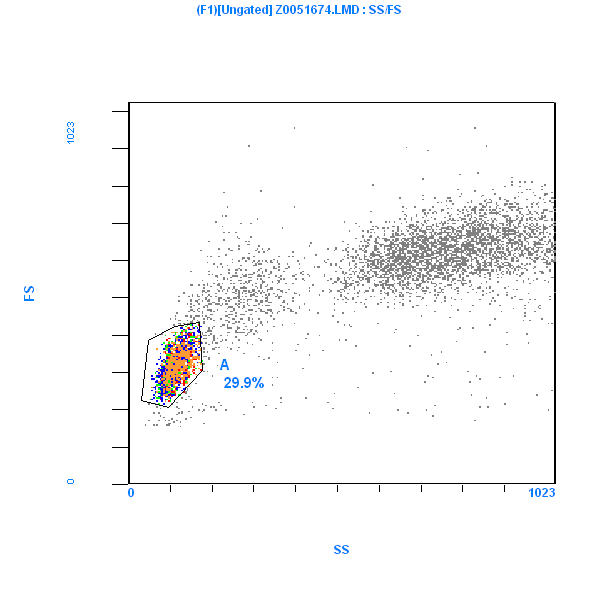 (F1)[Ungated] Z0051674.LMD : SS/FS
1023
FS
A
29.9%
0
0
1023
SS